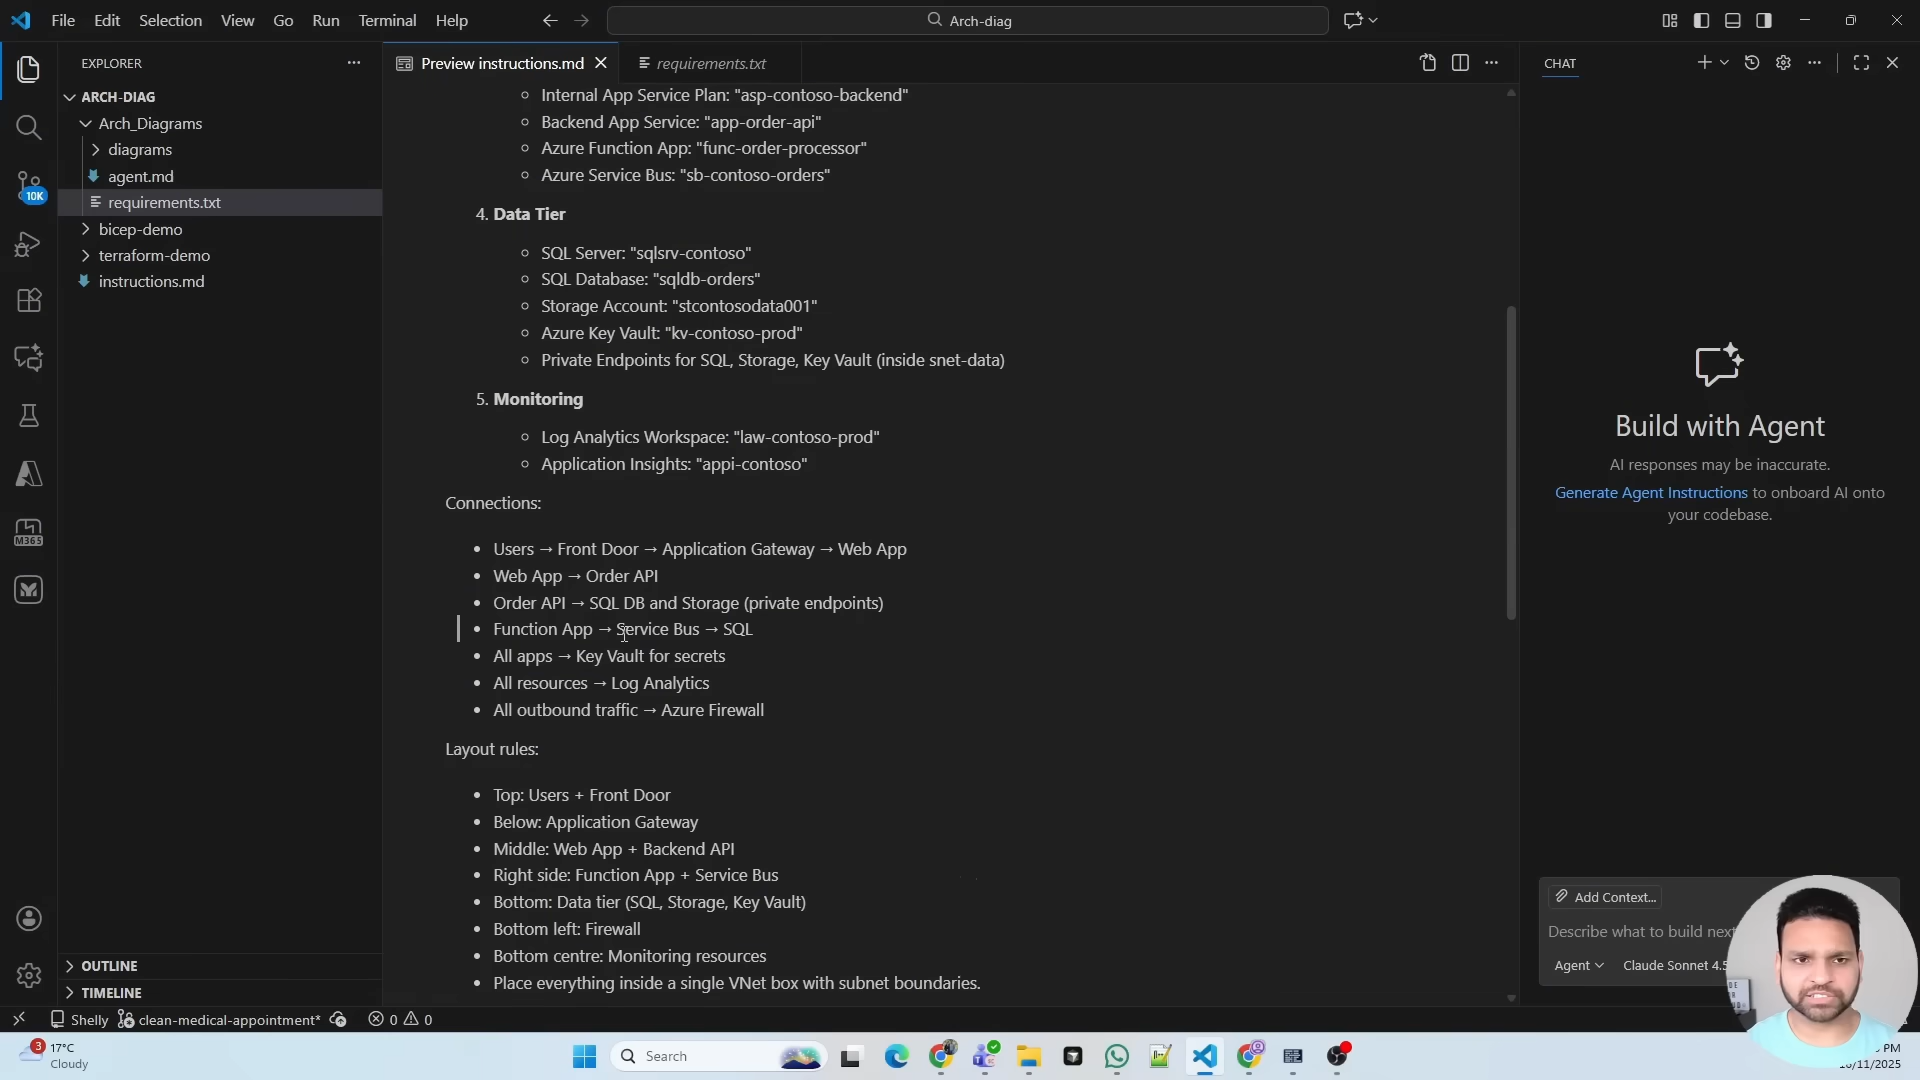 File Edit Selection View Go Run Terminal Help
Arch-diag
EXPLORER
ARCH-DIAG
Arch_Diagrams
diagrams
agent.md
requirements.txt
bicep-demo
terraform-demo
instructions.md
OUTLINE
TIMELINE
10K
M365
Preview instructions.md
requirements.txt
Internal App Service Plan: "asp-contoso-backend"
Backend App Service: "app-order-api"
Azure Function App: "func-order-processor"
Azure Service Bus: "sb-contoso-orders"
4. Data Tier
SQL Server: "sqlsrv-contoso"
SQL Database: "sqldb-orders"
Storage Account: "stcontosodata001"
Azure Key Vault: "kv-contoso-prod"
Private Endpoints for SQL, Storage, Key Vault (inside snet-data)
5. Monitoring
Log Analytics Workspace: "law-contoso-prod"
Application Insights: "appi-contoso"
Connections:
Users → Front Door → Application Gateway → Web App
Web App → Order API
Order API → SQL DB and Storage (private endpoints)
Function App → Service Bus → SQL
All apps → Key Vault for secrets
All resources → Log Analytics
All outbound traffic → Azure Firewall
Layout rules:
Top: Users + Front Door
Below: Application Gateway
Middle: Web App + Backend API
Right side: Function App + Service Bus
Bottom: Data tier (SQL, Storage, Key Vault)
Bottom left: Firewall
Bottom centre: Monitoring resources
Place everything inside a single VNet box with subnet boundaries.
CHAT
Build with Agent
AI responses may be inaccurate.
Generate Agent Instructions to onboard AI onto
your codebase.
Add Context...
Describe what to build next
Agent Claude Sonnet 4.5
Shelly clean-medical-appointment* 0 0
3
17°C
Cloudy
Search
PM
/11/2025